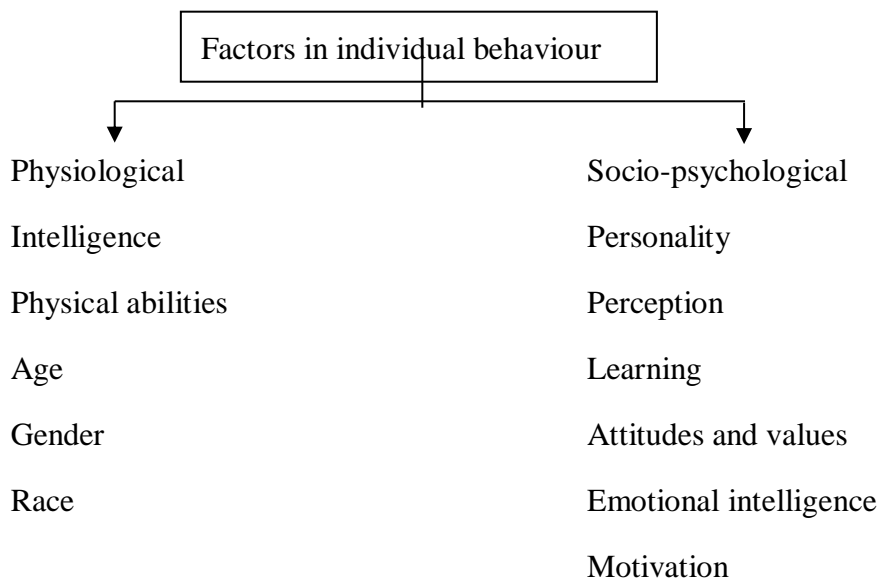 Factors in individual behaviour
Physiological
Intelligence
Physical abilities
Age
Gender
Race
Socio-psychological
Personality
Perception
Learning
Attitudes and values
Emotional intelligence
Motivation